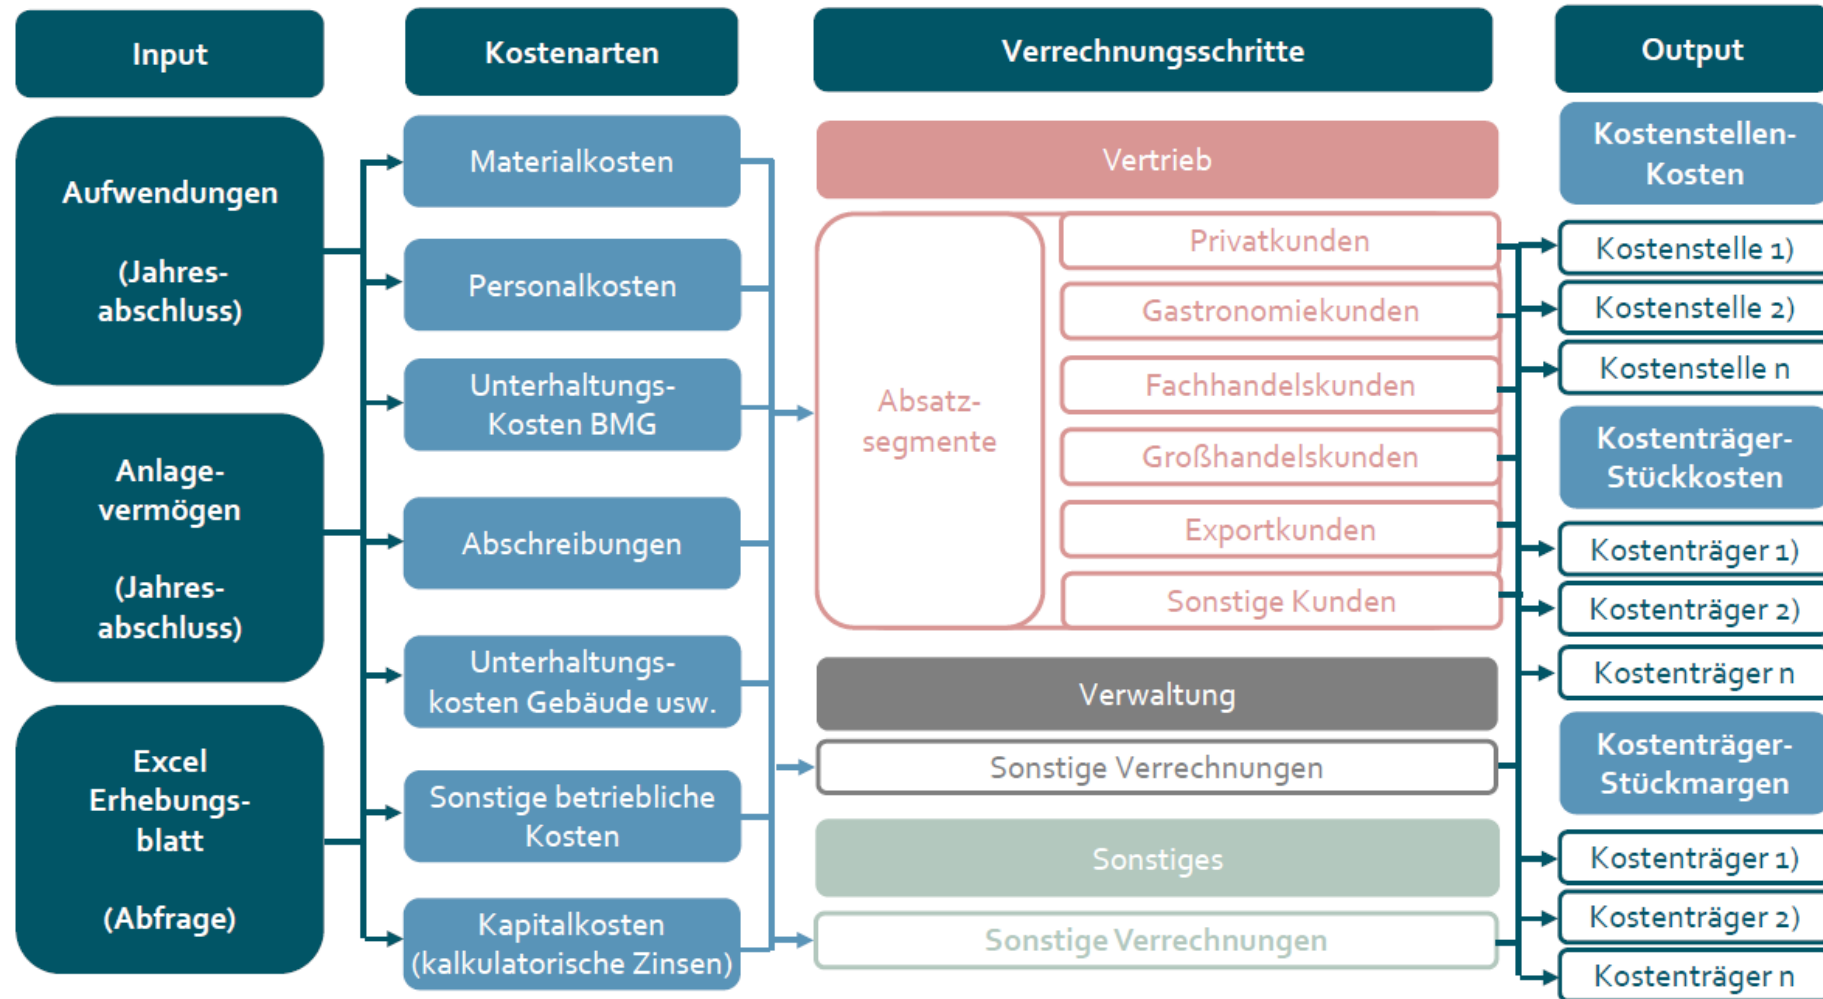 Input
Kostenarten
Verrechnungsschritte
Output
Aufwendungen
(Jahres-
abschluss)
Anlage-
vermögen
(Jahres-
abschluss)
Excel
Erhebungs-
blatt
(Abfrage)
Materialkosten
Personalkosten
Unterhaltungs-
Kosten BMG
Abschreibungen
Unterhaltungs-
kosten Gebäude usw.
Sonstige betriebliche
Kosten
Kapitalkosten
(kalkulatorische Zinsen)
Vertrieb
Absatz-
segmente
Privatkunden
Gastronomiekunden
Fachhandelskunden
Großhandelskunden
Exportkunden
Sonstige Kunden
Verwaltung
Sonstige Verrechnungen
Sonstiges
Sonstige Verrechnungen
Kostenstellen-
Kosten
Kostenstelle 1)
Kostenstelle 2)
Kostenstelle n
Kostenträger-
Stückkosten
Kostenträger 1)
Kostenträger 2)
Kostenträger n
Kostenträger-
Stückmargen
Kostenträger 1)
Kostenträger 2)
Kostenträger n